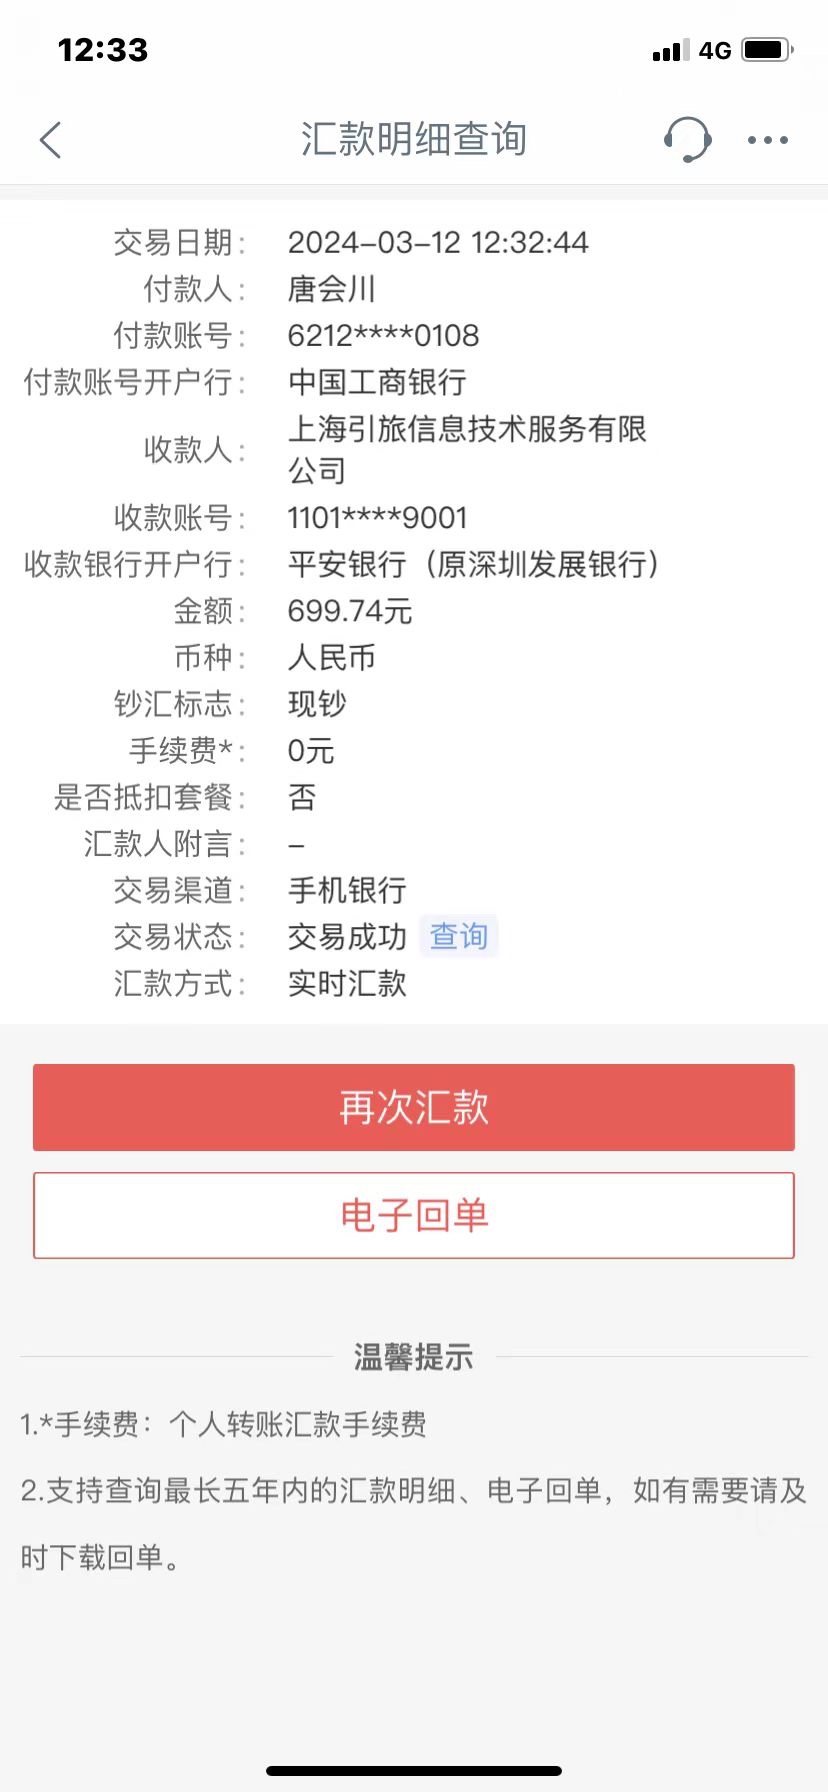 12:33 4G
汇款明细查询
交易日期： 2024-03-12 12:32:44
付款人： 唐会川
付款账号： 6212****0108
付款账号开户行： 中国工商银行
收款人： 上海引旅信息技术服务有限
公司
收款账号： 1101****9001
收款银行开户行： 平安银行（原深圳发展银行）
金额： 699.74元
币种： 人民币
钞汇标志： 现钞
手续费*： 0元
是否抵扣套餐： 否
汇款人附言： –
交易渠道： 手机银行
交易状态： 交易成功 查询
汇款方式： 实时汇款
再次汇款
电子回单
温馨提示
1.*手续费：个人转账汇款手续费
2.支持查询最长五年内的汇款明细、电子回单，如有需要请及
时下载回单。